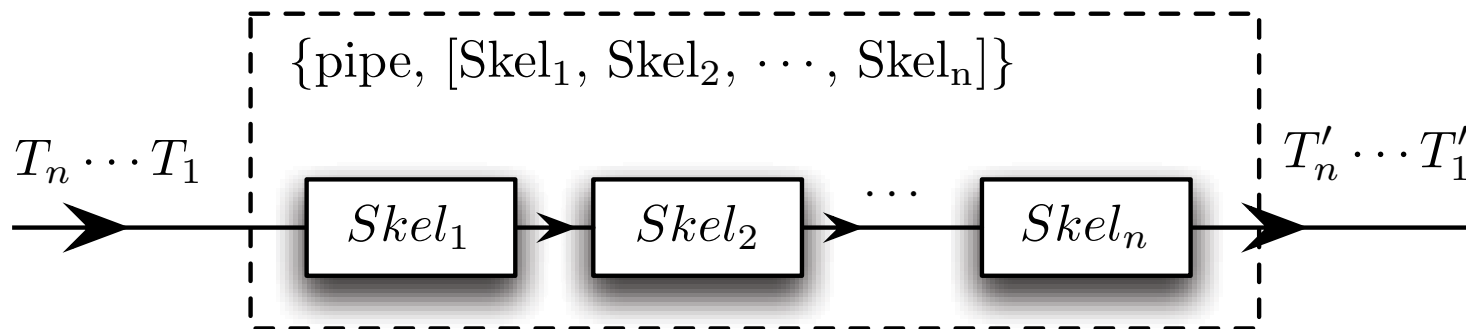 {pipe, [Skel₁, Skel₂, ⋯, Skelₙ]}
Tₙ ⋯ T₁
T′ₙ ⋯ T′₁
Skel₁
Skel₂
⋯
Skelₙ